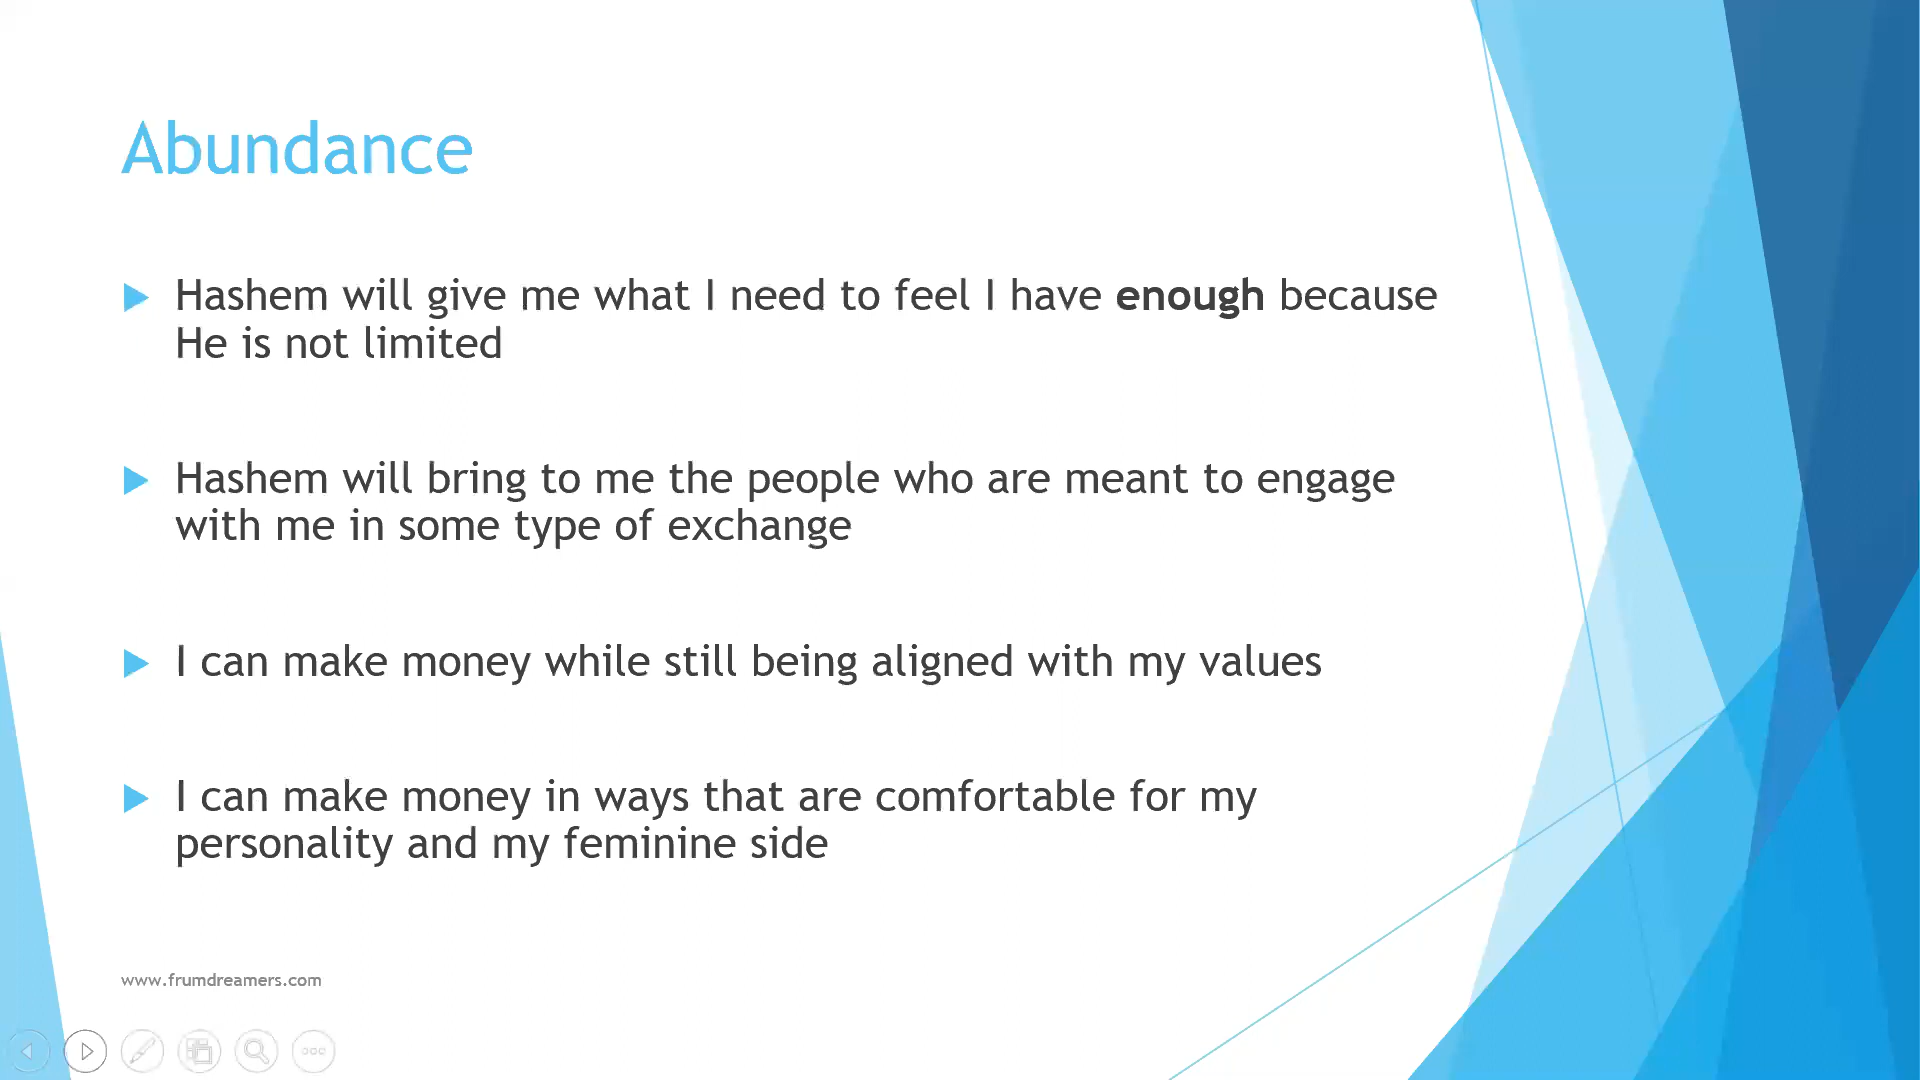 Abundance
Hashem will give me what I need to feel I have enough because
He is not limited
Hashem will bring to me the people who are meant to engage
with me in some type of exchange
I can make money while still being aligned with my values
I can make money in ways that are comfortable for my
personality and my feminine side
www.frumdreamers.com